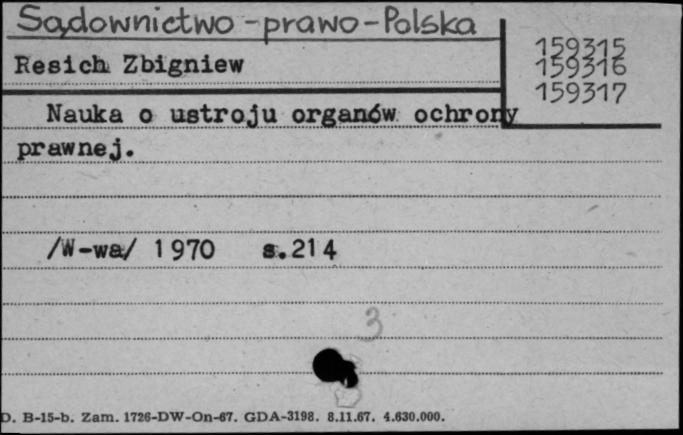 Sądownictwo-prawo-Polska
159315
Resich Zbigniew
159316
159317
Nauka o ustroju organów ochrony
prawnej.
/W-wa/ 1970 s.214
3
D. B-15-b. Zam. 1726-DW-On-67. GDA-3198. 8.11.67. 4.630.000.